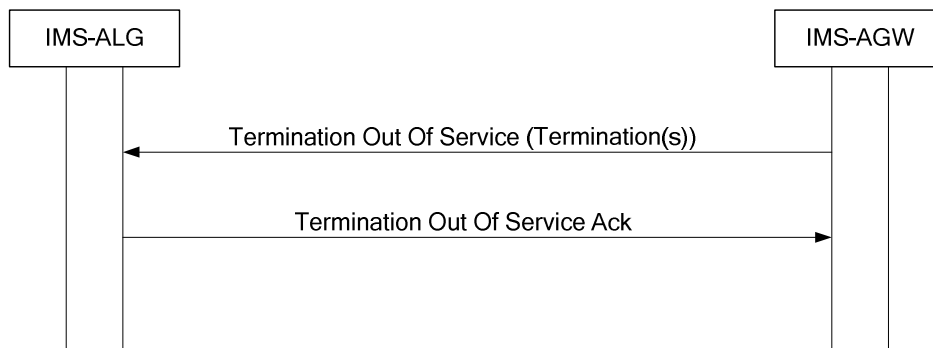 IMS-ALG
IMS-AGW
Termination Out Of Service (Termination(s))
Termination Out Of Service Ack